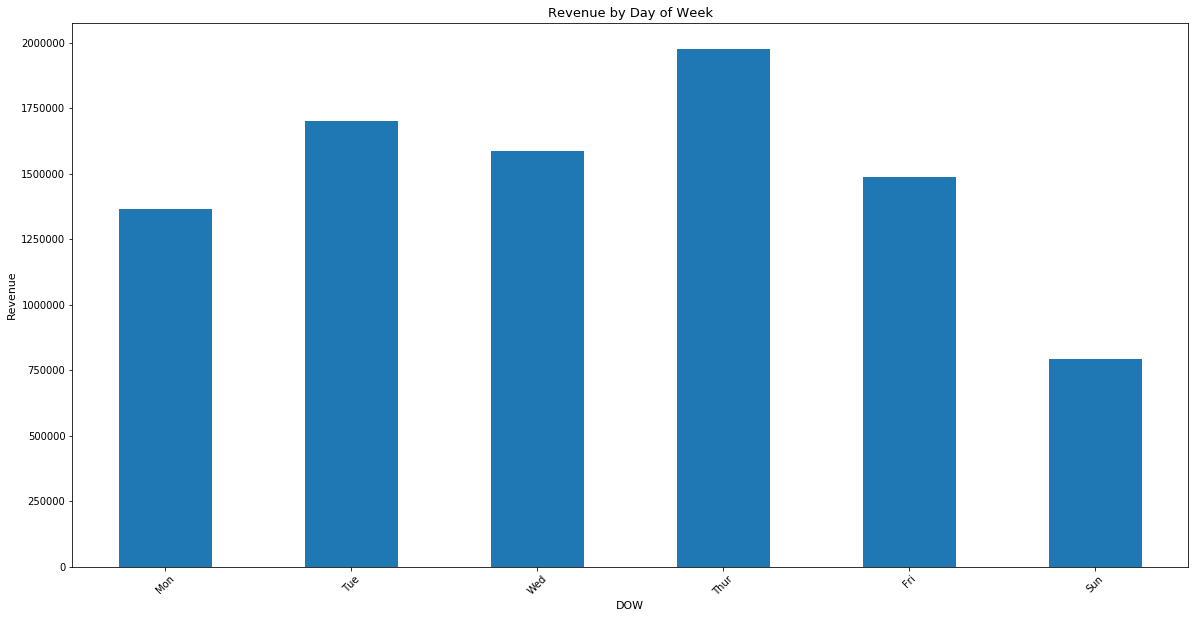 Revenue by Day of Week
Revenue
2000000
1750000
1500000
1250000
1000000
750000
500000
250000
0
Mon
Tue
Wed
Thur
Fri
Sun
DOW